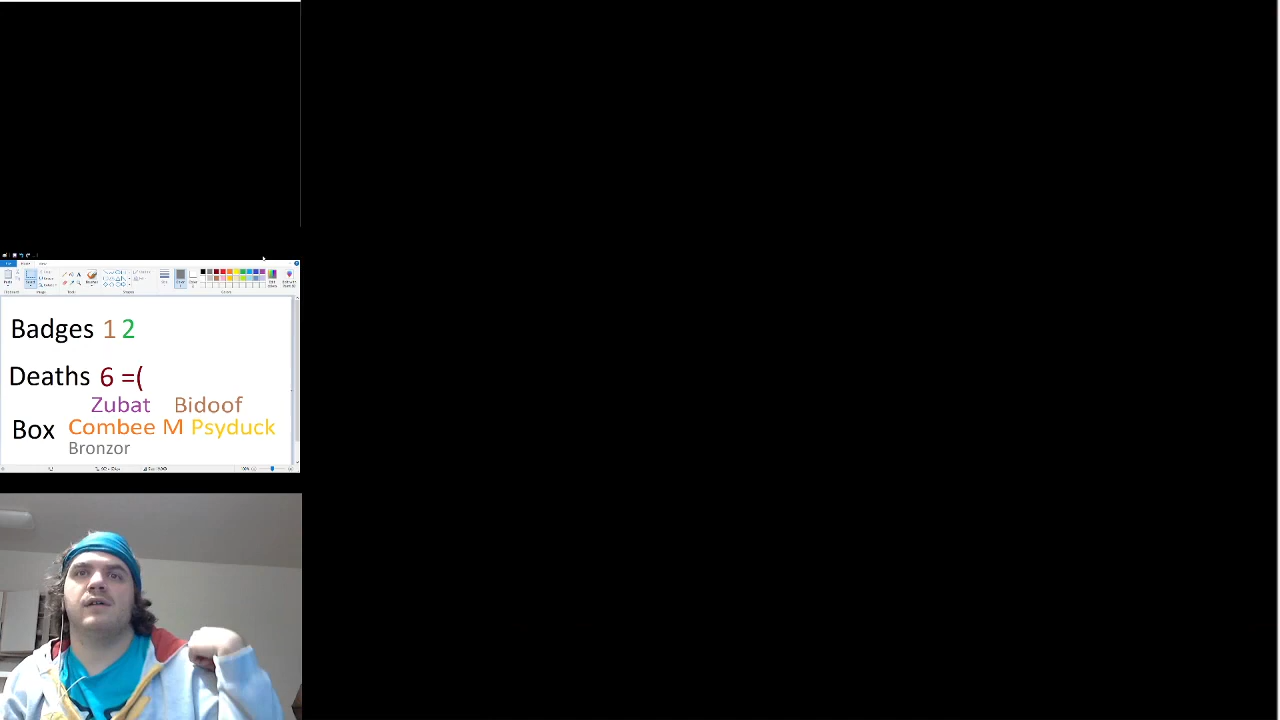 Badges 1 2
Deaths 6 =(
Zubat Bidoof
Box Combee M Psyduck
Bronzor